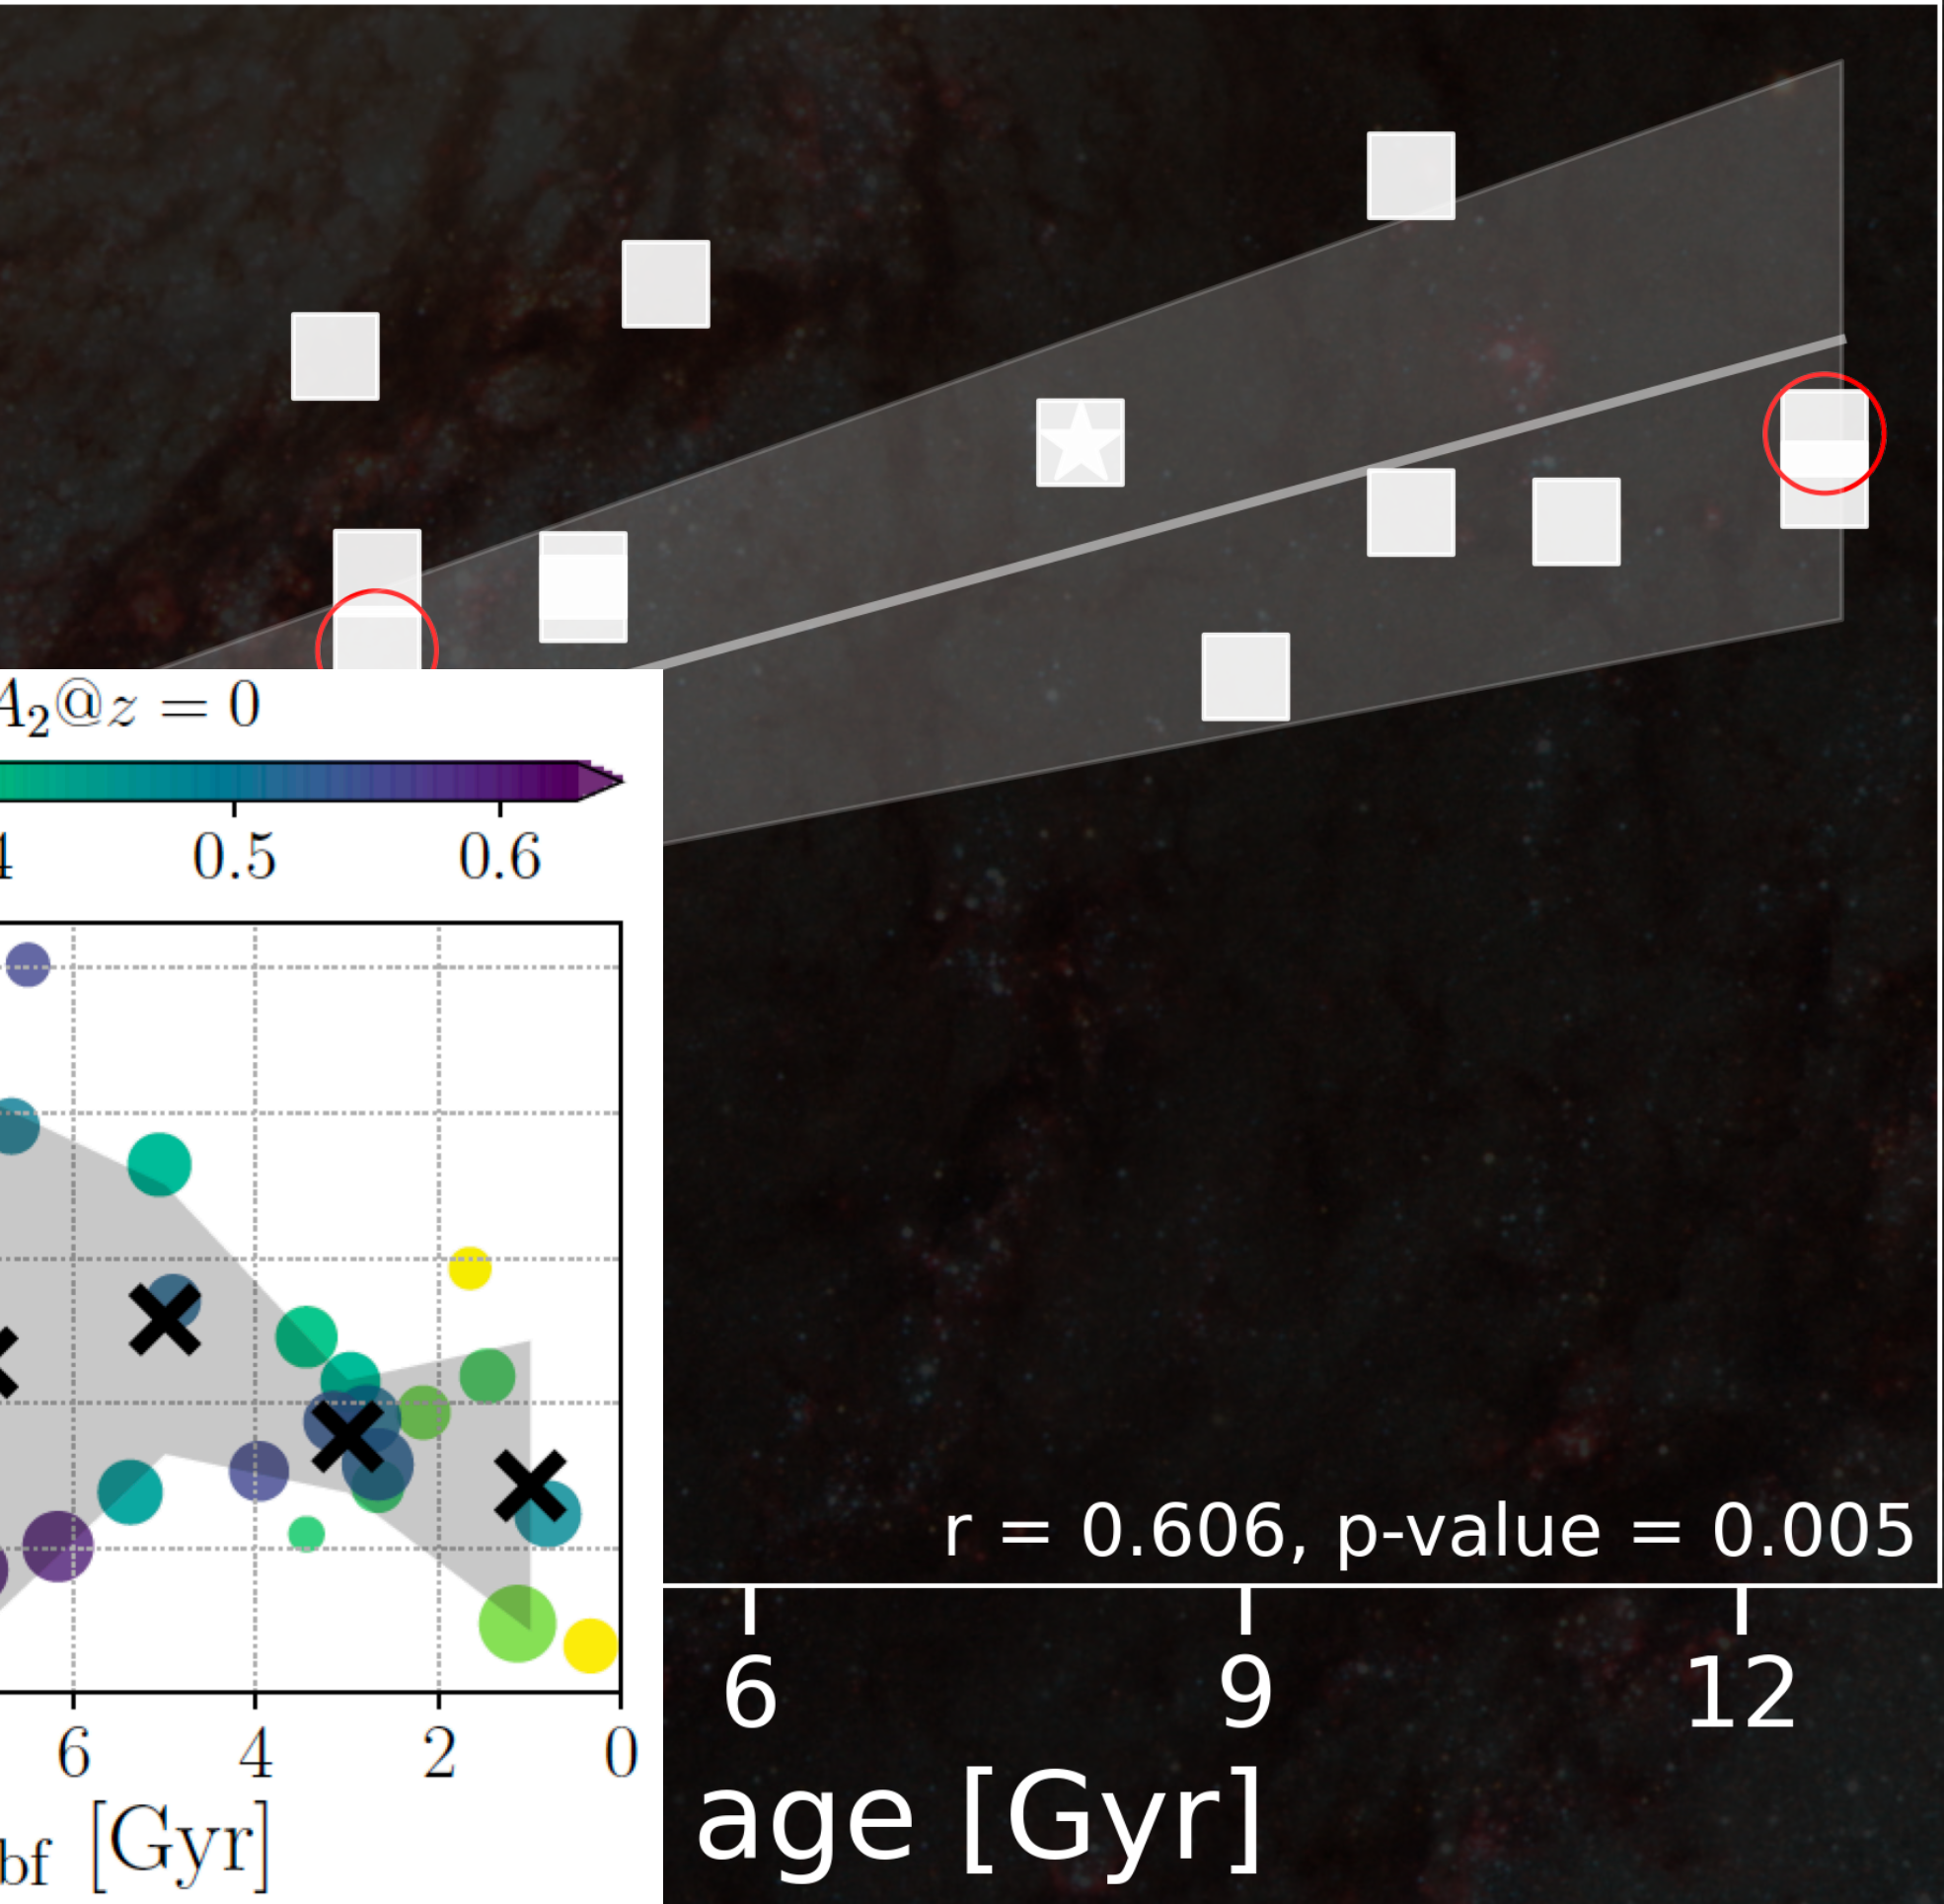 A₂@z = 0
0.5 0.6
r = 0.606, p-value = 0.005
6 9 12
6 4 2 0
age [Gyr]
bf [Gyr]